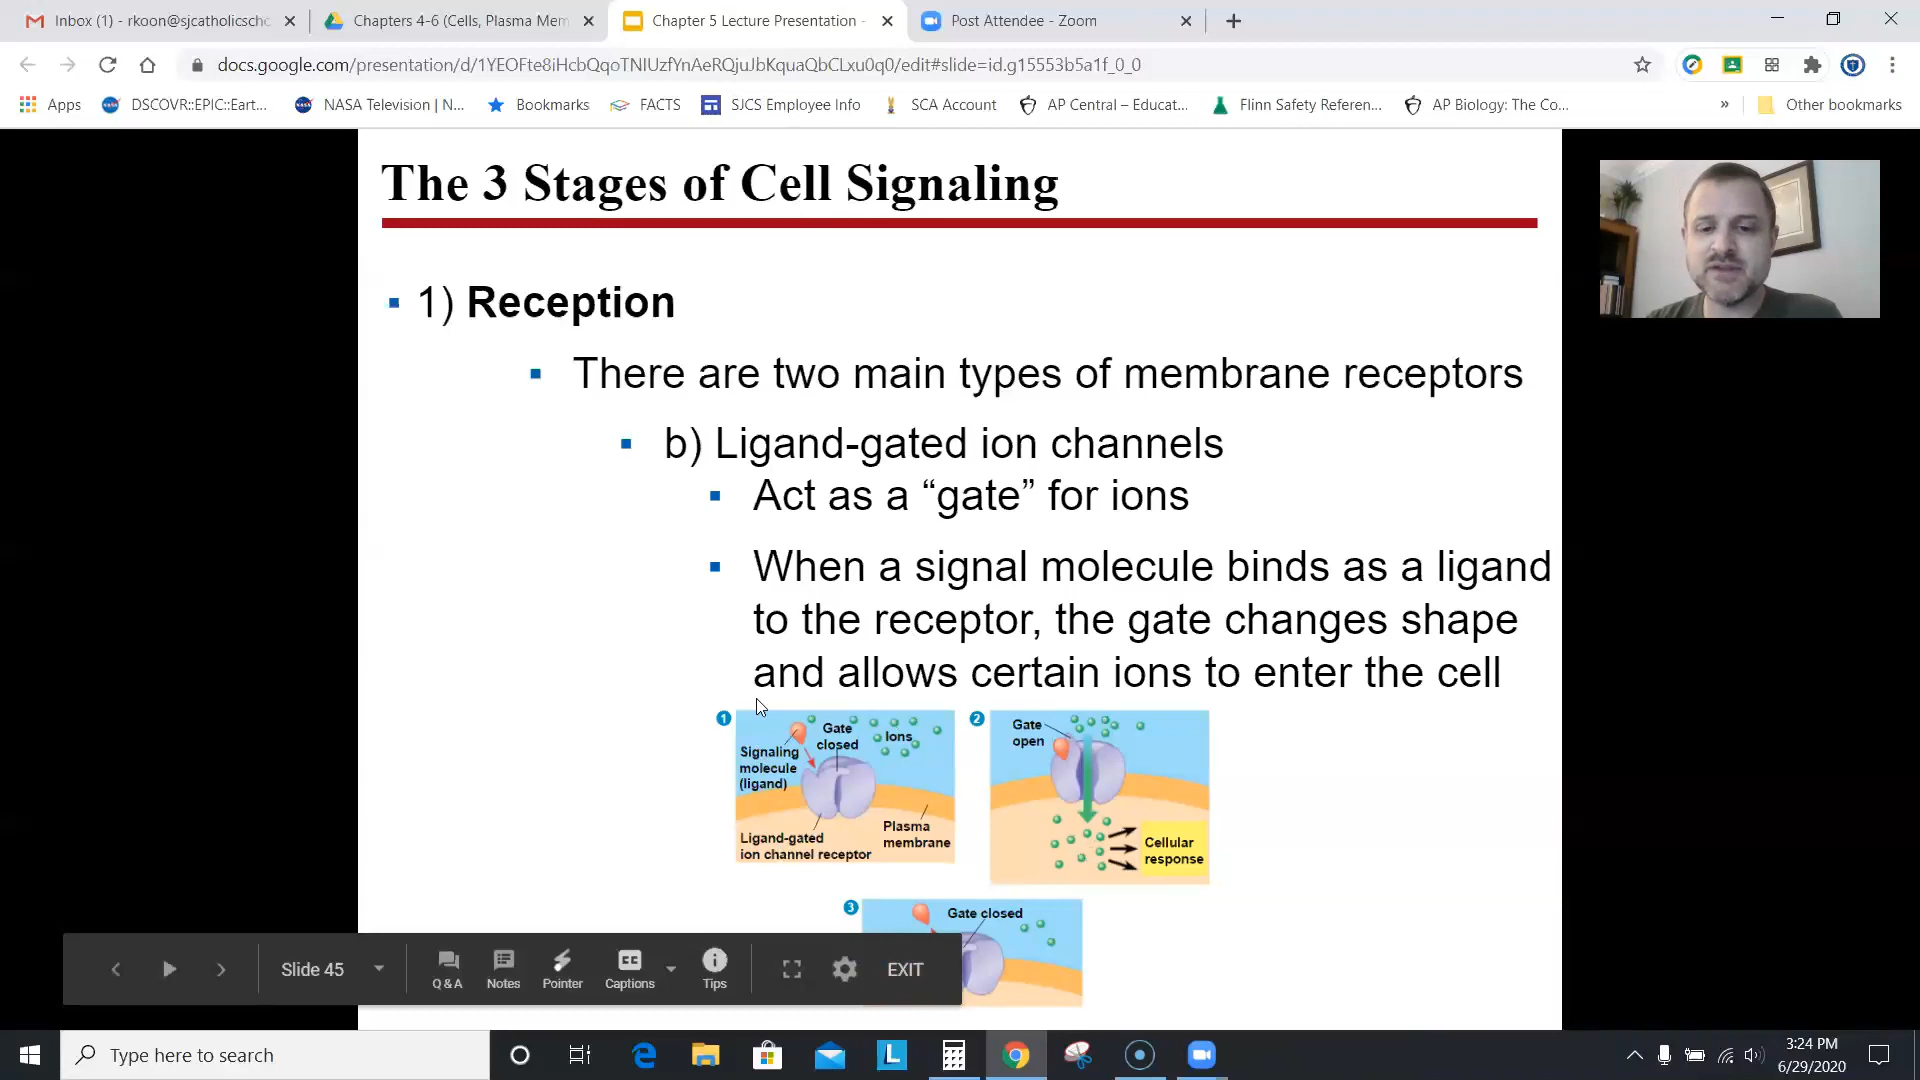 Inbox (1) - rkoon@sjcatholicscho
Chapters 4-6 (Cells, Plasma Mem
Chapter 5 Lecture Presentation -
Post Attendee - Zoom
docs.google.com/presentation/d/1YEOFte8iHcbQqoTNIUzfYnAeRQjuJbKquaQbCLxu0q0/edit#slide=id.g15553b5a1f_0_0
Apps
DSCOVR::EPIC::Eart...
NASA Television | N...
Bookmarks
FACTS
SJCS Employee Info
SCA Account
AP Central – Educat...
Flinn Safety Referen...
AP Biology: The Co...
»
Other bookmarks
The 3 Stages of Cell Signaling
▪ 1) Reception
▪ There are two main types of membrane receptors
▪ b) Ligand-gated ion channels
▪ Act as a “gate” for ions
▪ When a signal molecule binds as a ligand
to the receptor, the gate changes shape
and allows certain ions to enter the cell
1
Signaling
molecule
(ligand)
Gate
closed
Ions
Ligand-gated
ion channel receptor
Plasma
membrane
2
Gate
open
Cellular
response
3
Gate closed
Slide 45
Q & A
Notes
Pointer
CC
Captions
Tips
EXIT
Type here to search
L
3:24 PM
6/29/2020